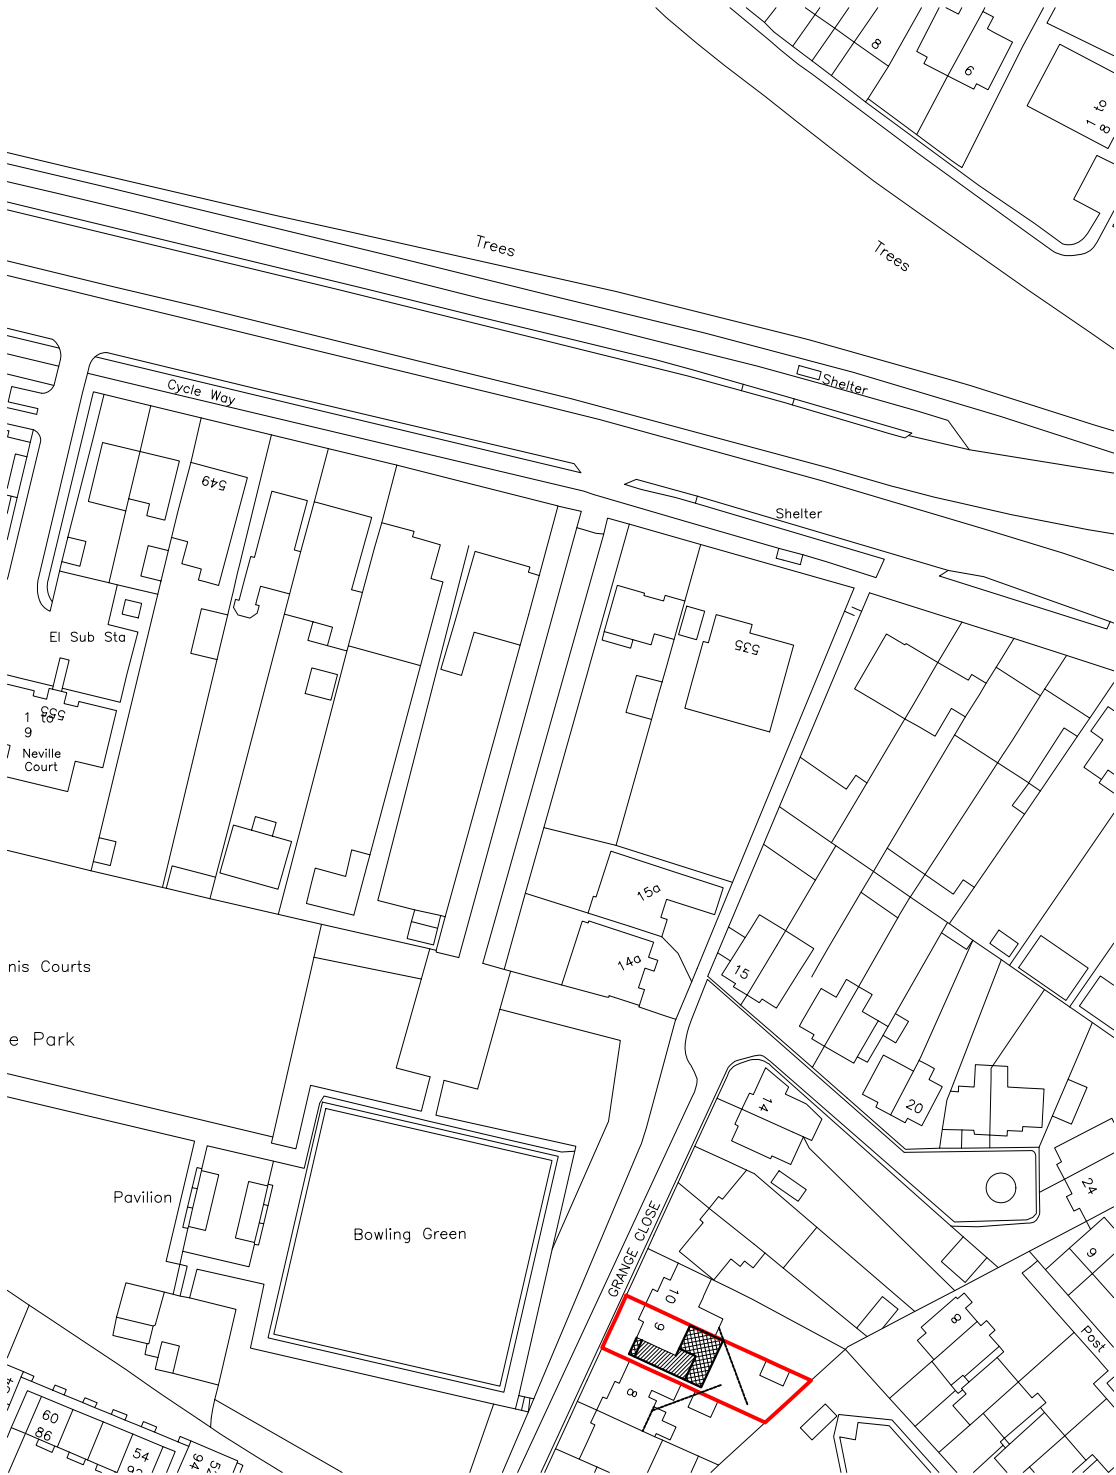 8
6
1 to
8
Trees
Trees
Shelter
Cycle Way
549
Shelter
El Sub Sta
535
555
1 to
9
Neville
Court
15a
14a
15
nis Courts
e Park
20
14
24
Pavilion
Bowling Green
GRANGE CLOSE
9
10
9
8
Post
8
60
86
54
94